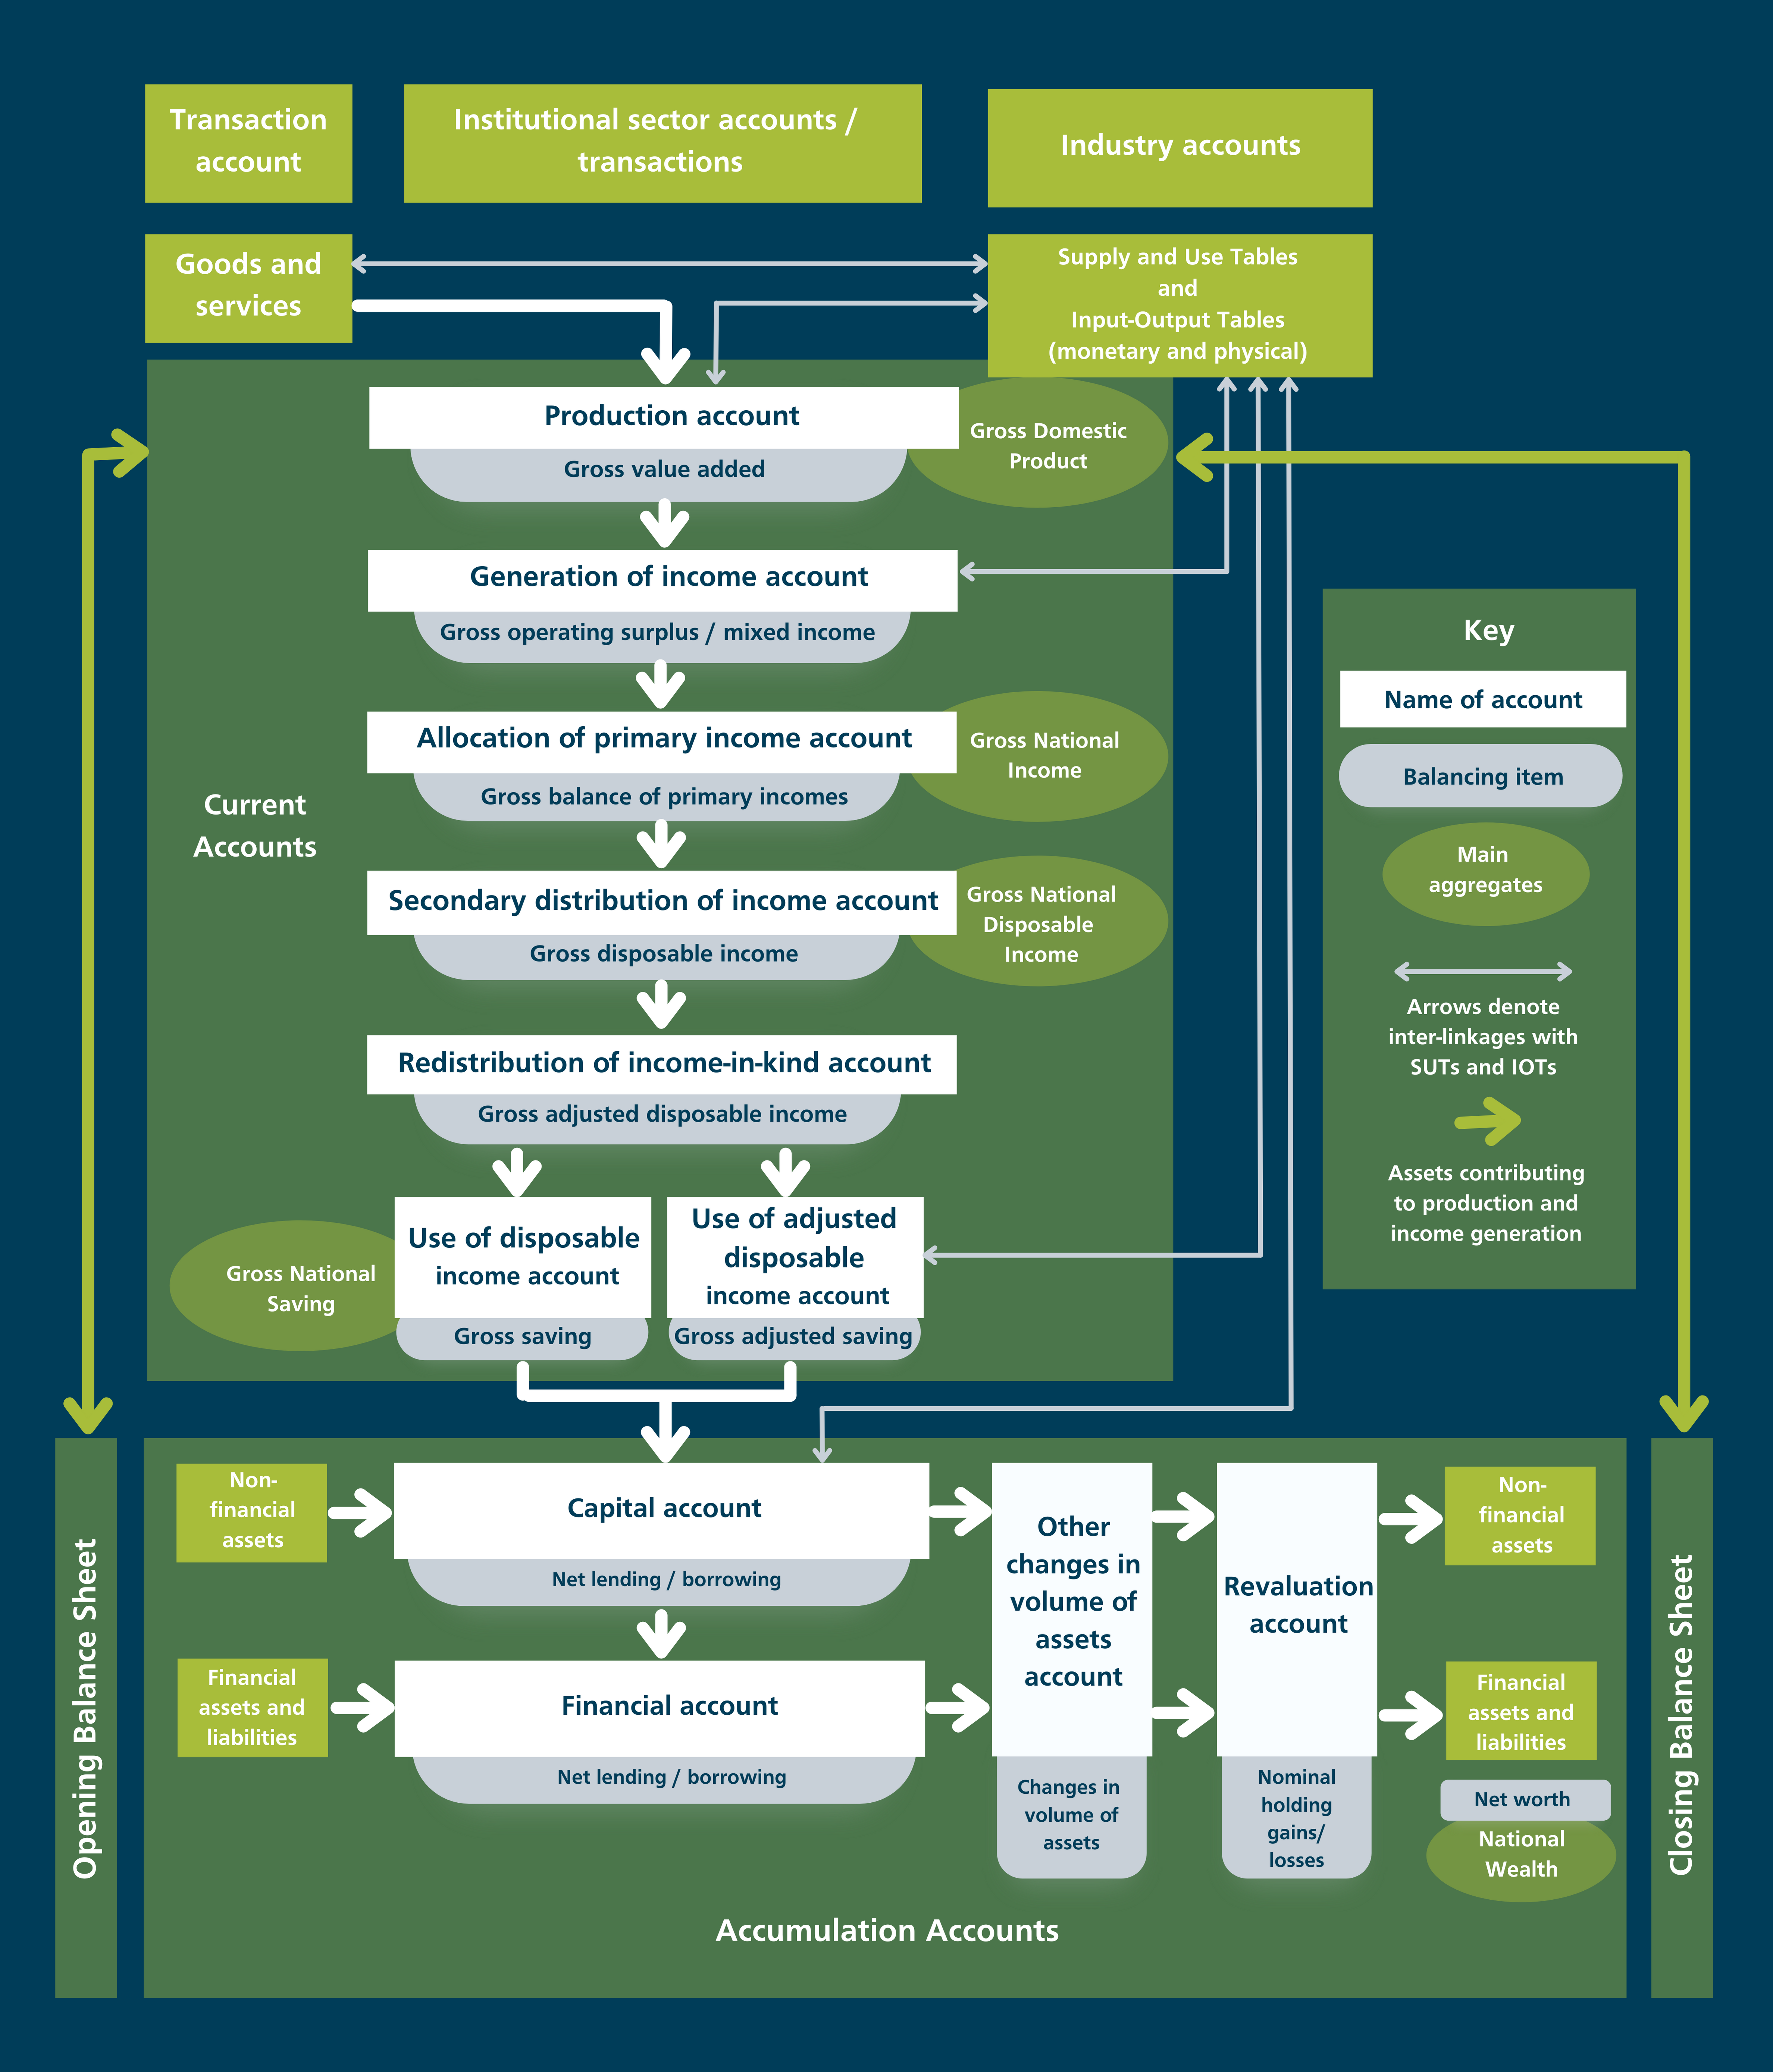 Transaction
account
Institutional sector accounts /
transactions
Industry accounts
Goods and
services
Supply and Use Tables
and
Input-Output Tables
(monetary and physical)
Production account
Gross value added
Gross Domestic
Product
Generation of income account
Gross operating surplus / mixed income
Allocation of primary income account
Gross balance of primary incomes
Gross National
Income
Current
Accounts
Secondary distribution of income account
Gross disposable income
Gross National
Disposable
Income
Redistribution of income-in-kind account
Gross adjusted disposable income
Use of disposable
income account
Gross saving
Gross National
Saving
Use of adjusted
disposable
income account
Gross adjusted saving
Key
Name of account
Balancing item
Main
aggregates
Arrows denote
inter-linkages with
SUTs and IOTs
Assets contributing
to production and
income generation
Opening Balance Sheet
Non-
financial
assets
Capital account
Net lending / borrowing
Financial
assets and
liabilities
Financial account
Net lending / borrowing
Other
changes in
volume of
assets
account
Changes in
volume of
assets
Revaluation
account
Nominal
holding
gains/
losses
Non-
financial
assets
Financial
assets and
liabilities
Net worth
National
Wealth
Closing Balance Sheet
Accumulation Accounts